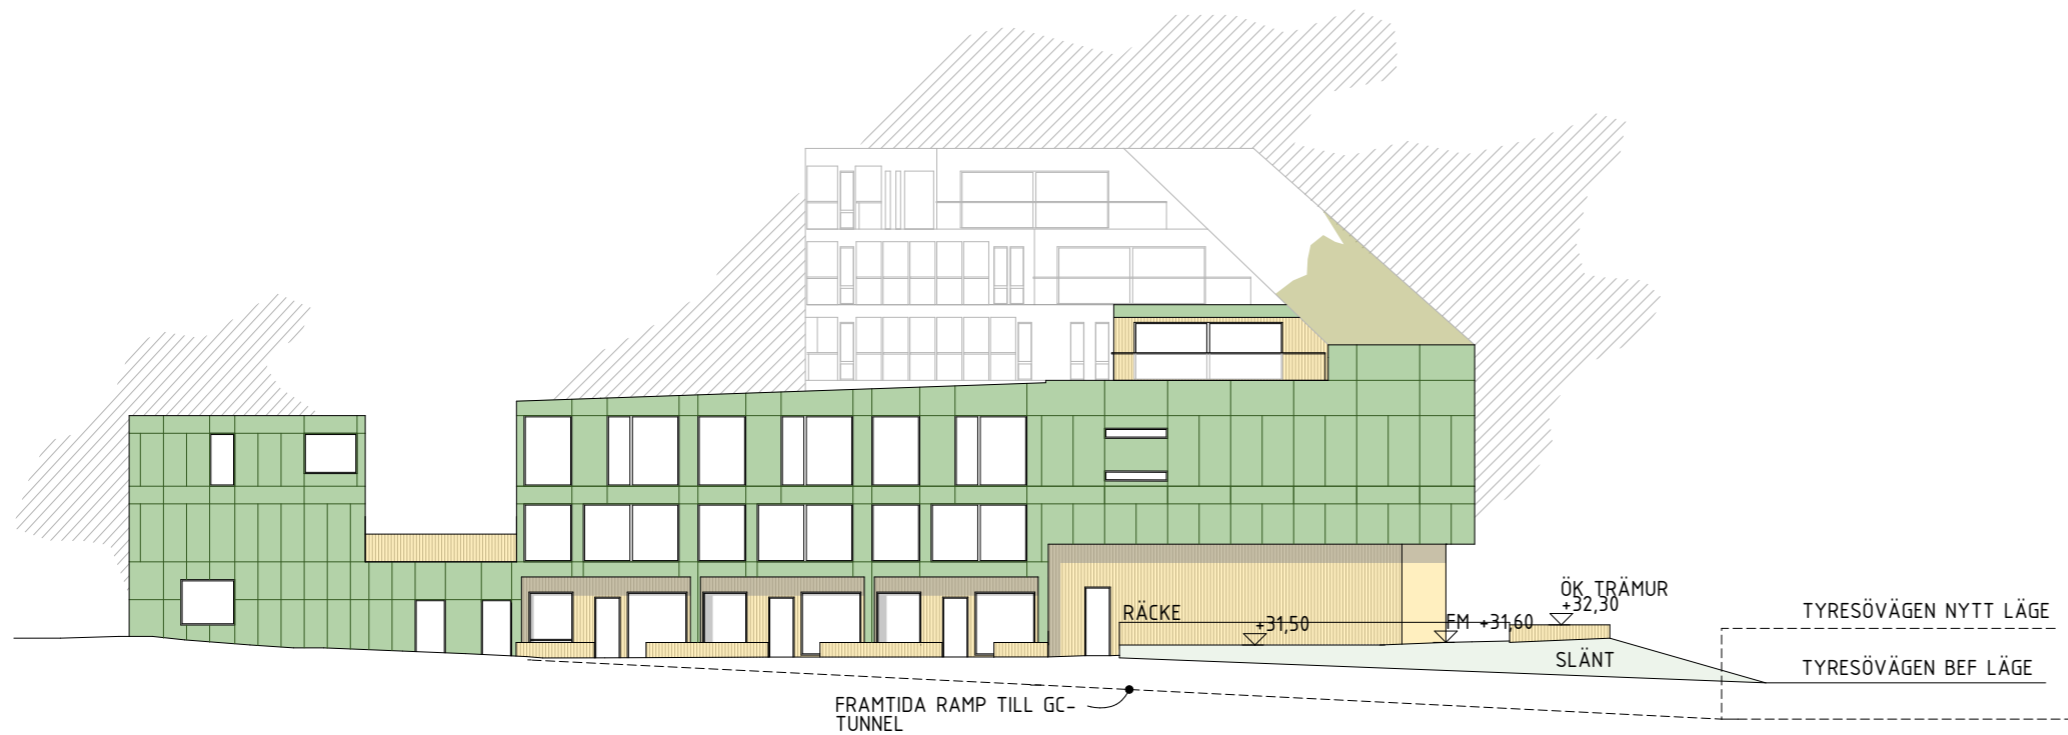 ÖK TRÄMUR
+32,30
RÄCKE
+31,50
FM +31,60
TYRESÖVÄGEN NYTT LÄGE
SLÄNT
TYRESÖVÄGEN BEF LÄGE
FRAMTIDA RAMP TILL GC-
TUNNEL